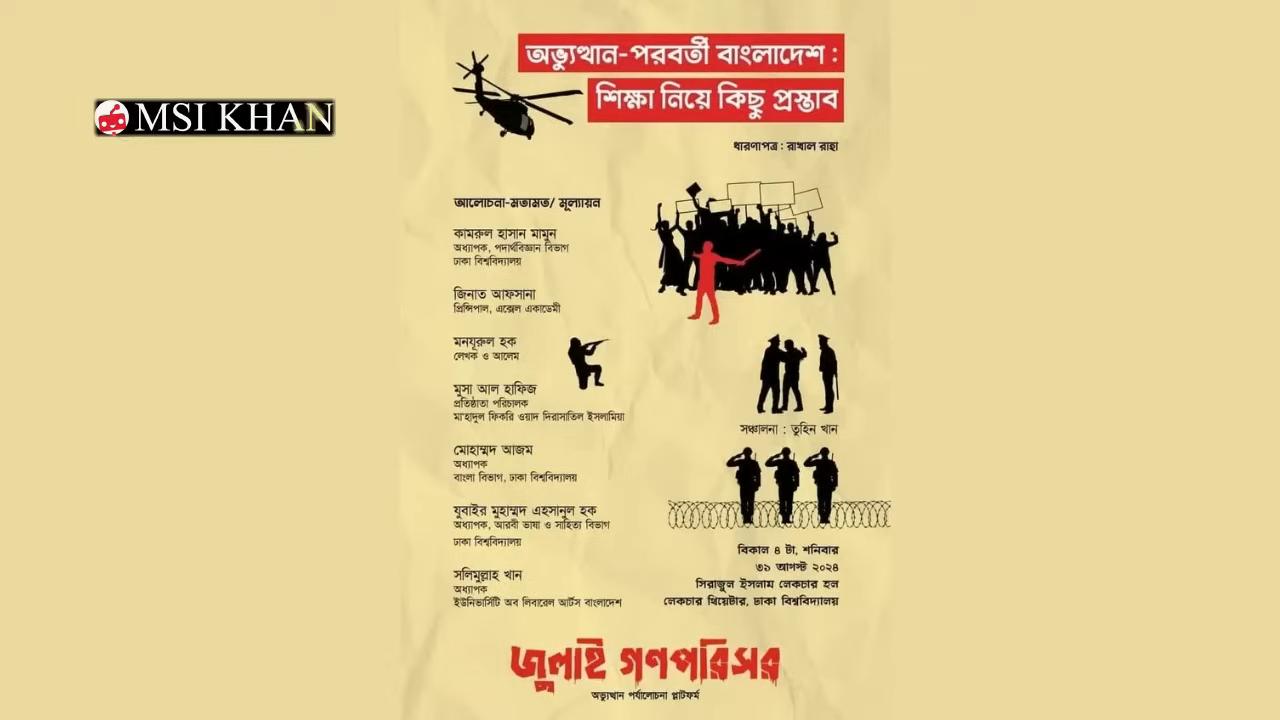 MSI KHAN
অভ্যুত্থান-পরবর্তী বাংলাদেশ :
শিক্ষা নিয়ে কিছু প্রস্তাব
ধারণাপত্র : রাখাল রাহা
আলোচনা-মতামত/ মূল্যায়ন
কামরুল হাসান মামুন
অধ্যাপক, পদার্থবিজ্ঞান বিভাগ
ঢাকা বিশ্ববিদ্যালয়
জিনাত আফসানা
প্রিন্সিপাল, এক্সেল একাডেমী
মনযূরুল হক
লেখক ও আলেম
মুসা আল হাফিজ
প্রতিষ্ঠাতা পরিচালক
মা'হাদুল ফিকরি ওয়াদ দিরাসাতিল ইসলামিয়া
মোহাম্মদ আজম
অধ্যাপক
বাংলা বিভাগ, ঢাকা বিশ্ববিদ্যালয়
যুবাইর মুহাম্মদ এহসানুল হক
অধ্যাপক, আরবী ভাষা ও সাহিত্য বিভাগ
ঢাকা বিশ্ববিদ্যালয়
সলিমুল্লাহ খান
অধ্যাপক
ইউনিভার্সিটি অব লিবারেল আর্টস বাংলাদেশ
সঞ্চালনা : তুহিন খান
বিকাল ৪ টা, শনিবার
৩১ আগস্ট ২০২৪
সিরাজুল ইসলাম লেকচার হল
লেকচার থিয়েটার, ঢাকা বিশ্ববিদ্যালয়
জুলাই গণপরিসর
অভ্যুত্থান পর্যালোচনা প্লাটফর্ম